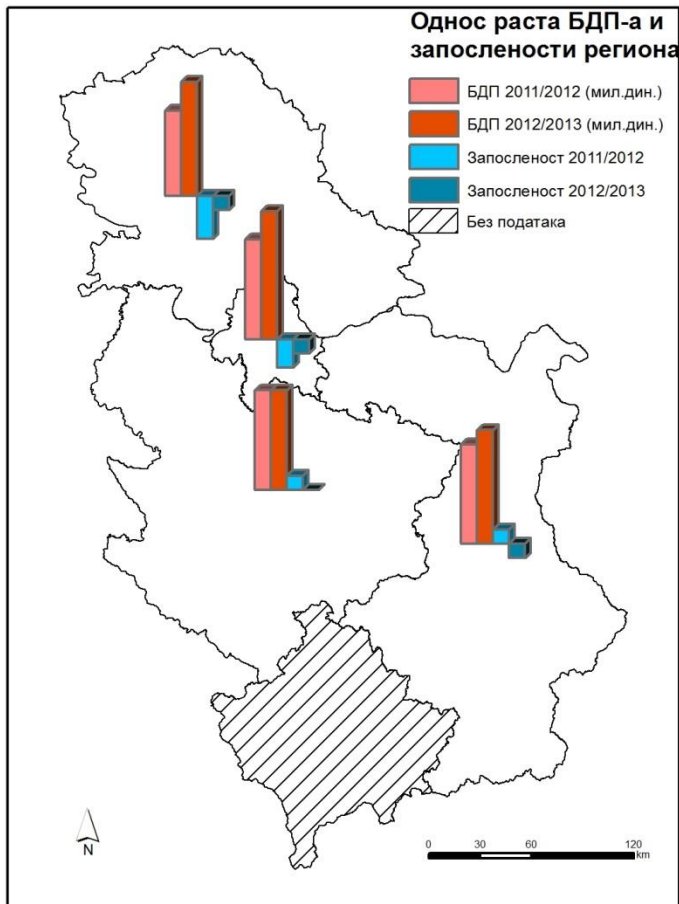 Однос раста БДП-а и
запослености региона
БДП 2011/2012 (мил.дин.)
БДП 2012/2013 (мил.дин.)
Запосленост 2011/2012
Запосленост 2012/2013
Без података
N
0 30 60 120
km